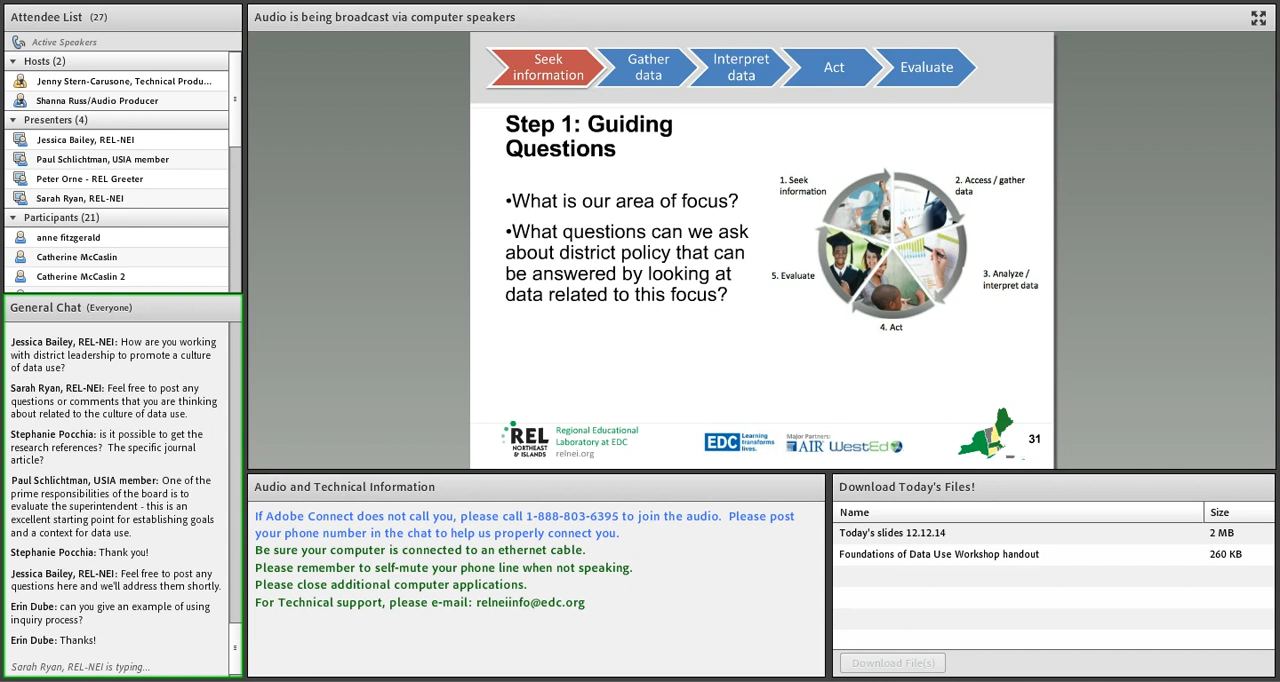 Attendee List (27)
Active Speakers
Hosts (2)
Jenny Stern-Carusone, Technical Produ...
Shanna Russ/Audio Producer
Presenters (4)
Jessica Bailey, REL-NEI
Paul Schlichtman, USIA member
Peter Orne - REL Greeter
Sarah Ryan, REL-NEI
Participants (21)
anne fitzgerald
Catherine McCaslin
Catherine McCaslin 2
General Chat (Everyone)
Jessica Bailey, REL-NEI: How are you working
with district leadership to promote a culture
of data use?
Sarah Ryan, REL-NEI: Feel free to post any
questions or comments that you are thinking
about related to the culture of data use.
Stephanie Pocchia: is it possible to get the
research references? The specific journal
article?
Paul Schlichtman, USIA member: One of the
prime responsibilities of the board is to
evaluate the superintendent - this is an
excellent starting point for establishing goals
and a context for data use.
Stephanie Pocchia: Thank you!
Jessica Bailey, REL-NEI: Feel free to post any
questions here and we'll address them shortly.
Erin Dube: can you give an example of using
inquiry process?
Erin Dube: Thanks!
Sarah Ryan, REL-NEI is typing...
Audio is being broadcast via computer speakers
Seek
information
Gather
data
Interpret
data
Act
Evaluate
Step 1: Guiding
Questions
•What is our area of focus?
•What questions can we ask
about district policy that can
be answered by looking at
data related to this focus?
1. Seek
information
2. Access / gather
data
3. Analyze /
interpret data
4. Act
5. Evaluate
REL
NORTHEAST
& ISLANDS
Regional Educational
Laboratory at EDC
relnei.org
EDC
Learning
transforms
lives.
Major Partners:
AIR WestEd
31
Audio and Technical Information
If Adobe Connect does not call you, please call 1-888-803-6395 to join the audio. Please post
your phone number in the chat to help us properly connect you.
Be sure your computer is connected to an ethernet cable.
Please remember to self-mute your phone line when not speaking.
Please close additional computer applications.
For Technical support, please e-mail: relneiinfo@edc.org
Download Today's Files!
Name Size
Today's slides 12.12.14 2 MB
Foundations of Data Use Workshop handout 260 KB
Download File(s)